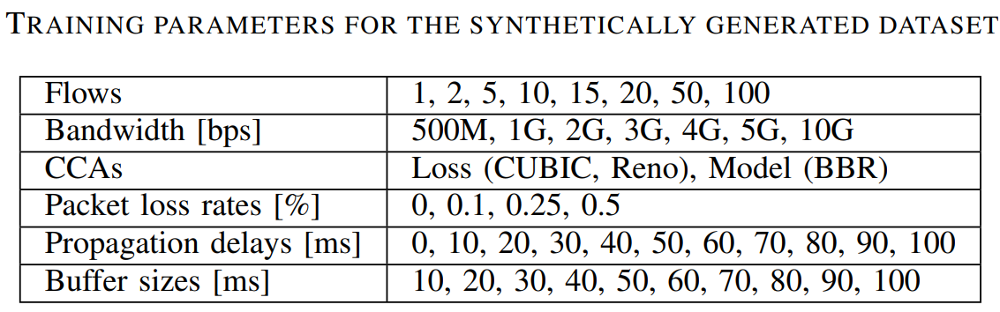 TRAINING PARAMETERS FOR THE SYNTHETICALLY GENERATED DATASET
Flows 1, 2, 5, 10, 15, 20, 50, 100
Bandwidth [bps] 500M, 1G, 2G, 3G, 4G, 5G, 10G
CCAs Loss (CUBIC, Reno), Model (BBR)
Packet loss rates [%] 0, 0.1, 0.25, 0.5
Propagation delays [ms] 0, 10, 20, 30, 40, 50, 60, 70, 80, 90, 100
Buffer sizes [ms] 10, 20, 30, 40, 50, 60, 70, 80, 90, 100